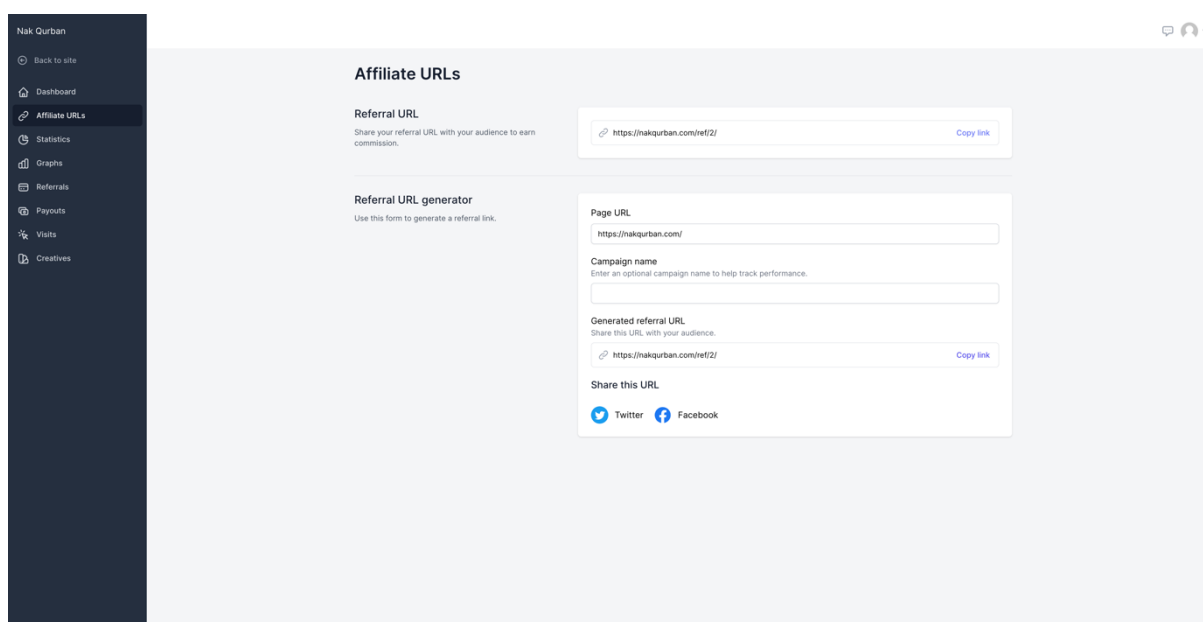 Nak Qurban
Back to site
Dashboard
Affiliate URLs
Statistics
Graphs
Referrals
Payouts
Visits
Creatives
Affiliate URLs
Referral URL
Share your referral URL with your audience to earn
commission.
https://nakqurban.com/ref/2/
Copy link
Referral URL generator
Use this form to generate a referral link.
Page URL
https://nakqurban.com/
Campaign name
Enter an optional campaign name to help track performance.
Generated referral URL
Share this URL with your audience.
https://nakqurban.com/ref/2/
Copy link
Share this URL
Twitter
Facebook